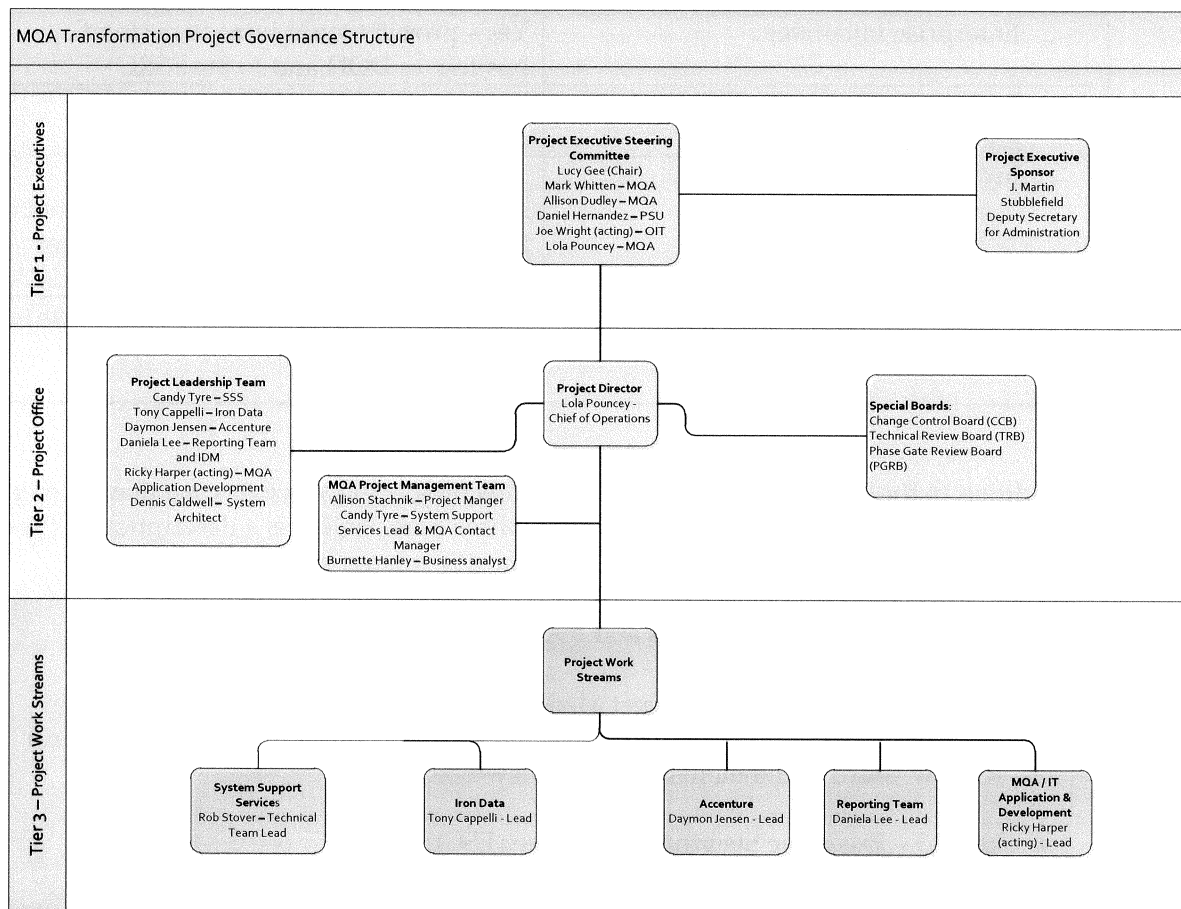 MQA Transformation Project Governance Structure
Tier 1 - Project Executives
Project Executive Steering
Committee
Lucy Gee (Chair)
Mark Whitten – MQA
Allison Dudley – MQA
Daniel Hernandez – PSU
Joe Wright (acting) – OIT
Lola Pouncey – MQA
Project Executive
Sponsor
J. Martin
Stubblefield
Deputy Secretary
for Administration
Tier 2 – Project Office
Project Leadership Team
Candy Tyre – SSS
Tony Cappelli – Iron Data
Daymon Jensen – Accenture
Daniela Lee – Reporting Team
and IDM
Ricky Harper (acting) – MQA
Application Development
Dennis Caldwell – System
Architect
Project Director
Lola Pouncey -
Chief of Operations
Special Boards:
Change Control Board (CCB)
Technical Review Board (TRB)
Phase Gate Review Board
(PGRB)
MQA Project Management Team
Allison Stachnik – Project Manger
Candy Tyre – System Support
Services Lead & MQA Contact
Manager
Burnette Hanley – Business analyst
Tier 3 – Project Work Streams
Project Work
Streams
System Support
Services
Rob Stover – Technical
Team Lead
Iron Data
Tony Cappelli - Lead
Accenture
Daymon Jensen - Lead
Reporting Team
Daniela Lee - Lead
MQA / IT
Application &
Development
Ricky Harper
(acting) - Lead